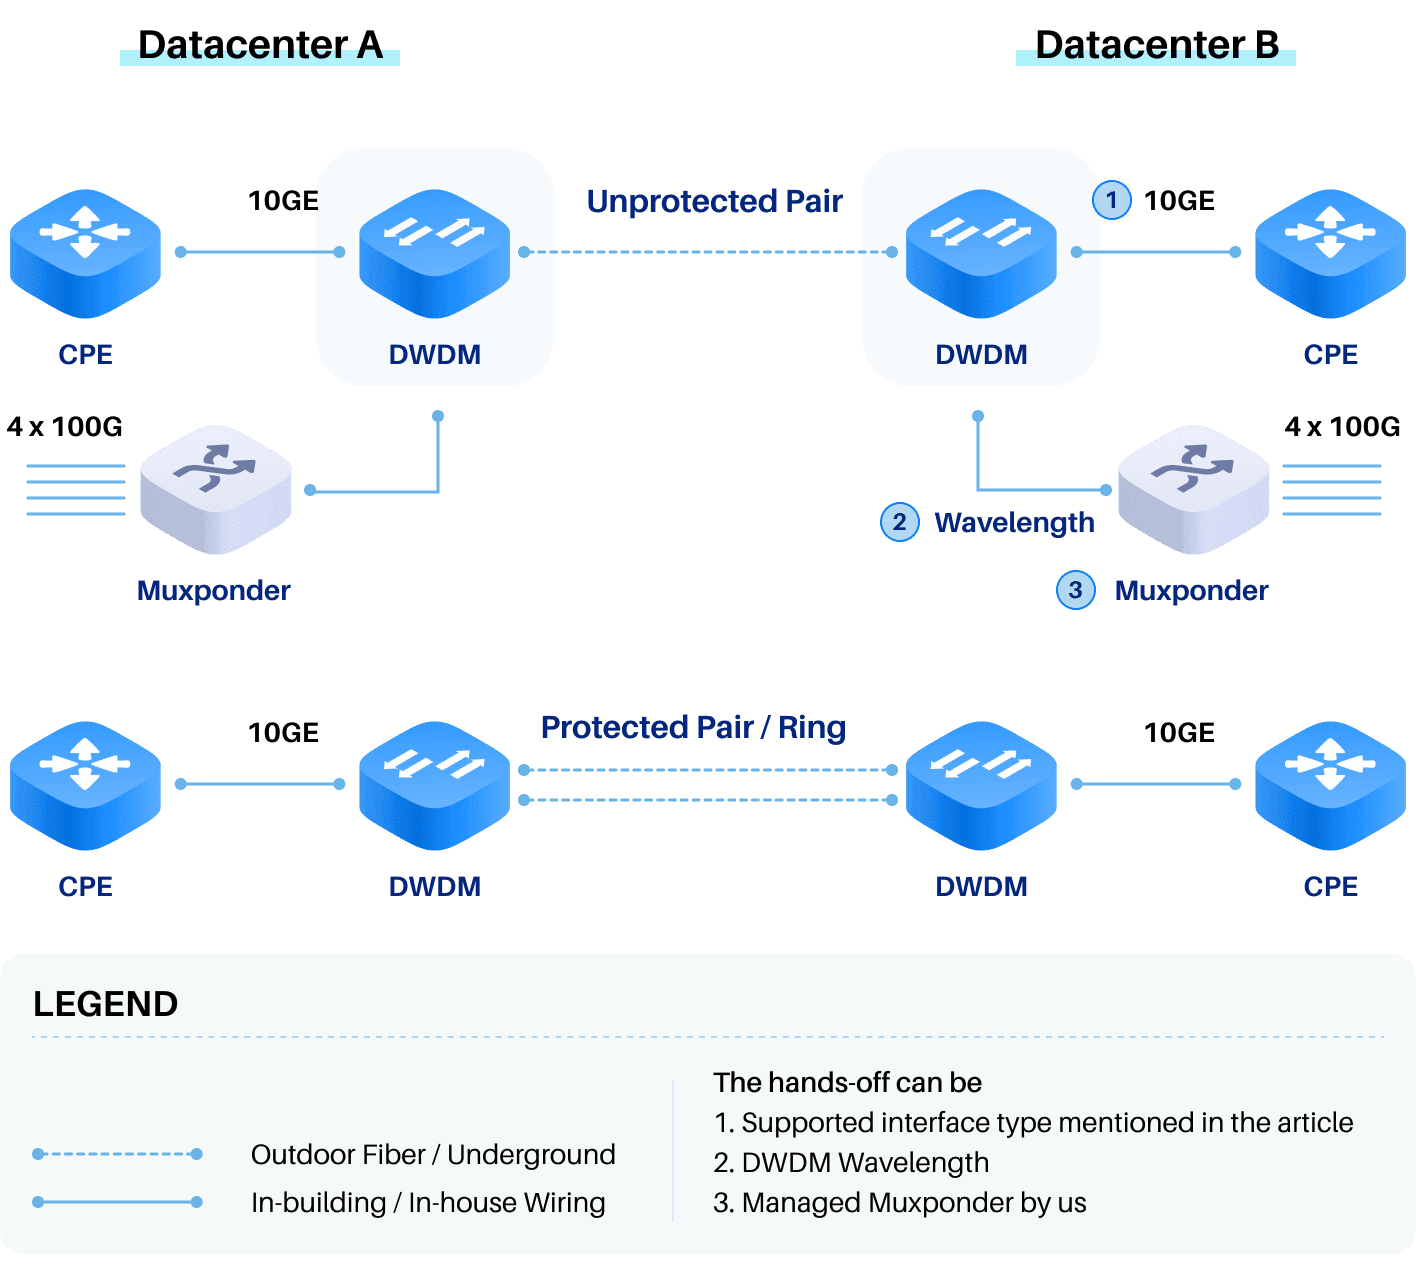 Datacenter A
Datacenter B
10GE
Unprotected Pair
1
10GE
CPE
DWDM
DWDM
CPE
4 x 100G
4 x 100G
2
Wavelength
Muxponder
3
Muxponder
10GE
Protected Pair / Ring
10GE
CPE
DWDM
DWDM
CPE
LEGEND
Outdoor Fiber / Underground
In-building / In-house Wiring
The hands-off can be
1. Supported interface type mentioned in the article
2. DWDM Wavelength
3. Managed Muxponder by us